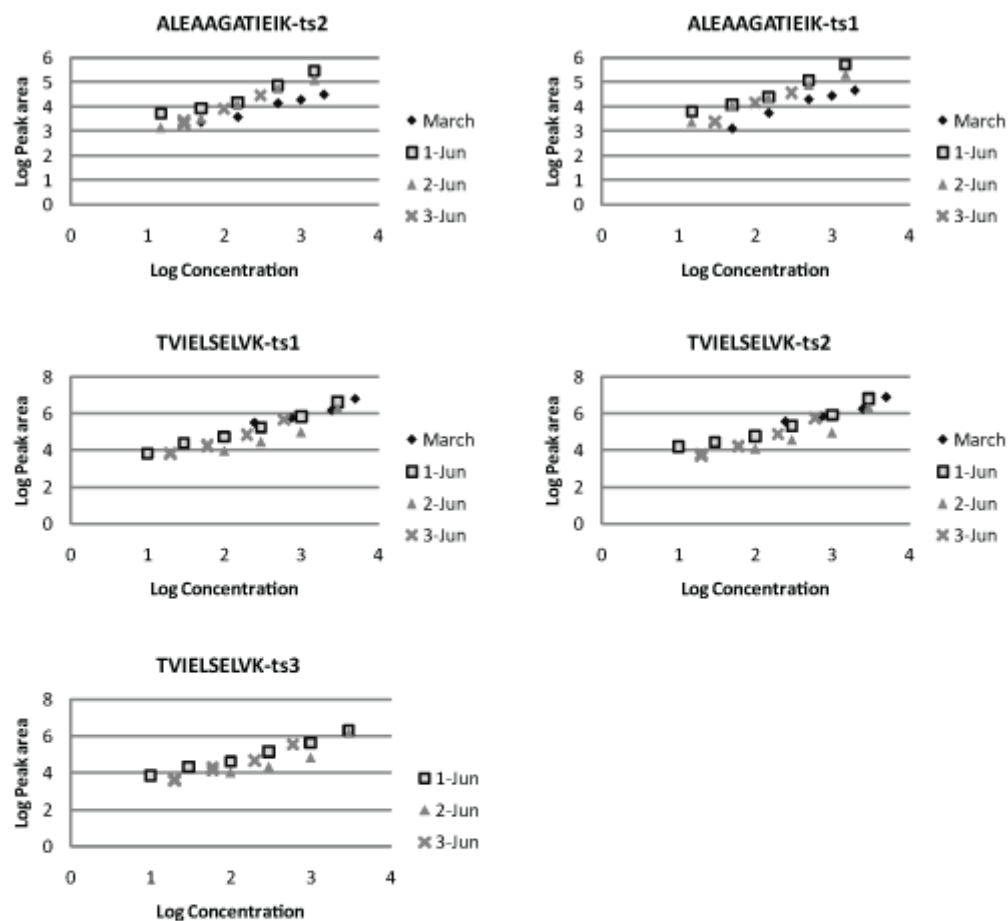 ALEAAGATIEIK-ts2
6
5
4
3
2
1
0
0 1 2 3 4
Log Peak area
Log Concentration
March
1-Jun
2-Jun
3-Jun
ALEAAGATIEIK-ts1
6
5
4
3
2
1
0
0 1 2 3 4
Log Peak area
Log Concentration
March
1-Jun
2-Jun
3-Jun
TVIELSELVK-ts1
8
6
4
2
0
0 1 2 3 4
Log Peak area
Log Concentration
March
1-Jun
2-Jun
3-Jun
TVIELSELVK-ts2
8
6
4
2
0
0 1 2 3 4
Log Peak area
Log Concentration
March
1-Jun
2-Jun
3-Jun
TVIELSELVK-ts3
8
6
4
2
0
0 1 2 3 4
Log Peak area
Log Concentration
1-Jun
2-Jun
3-Jun